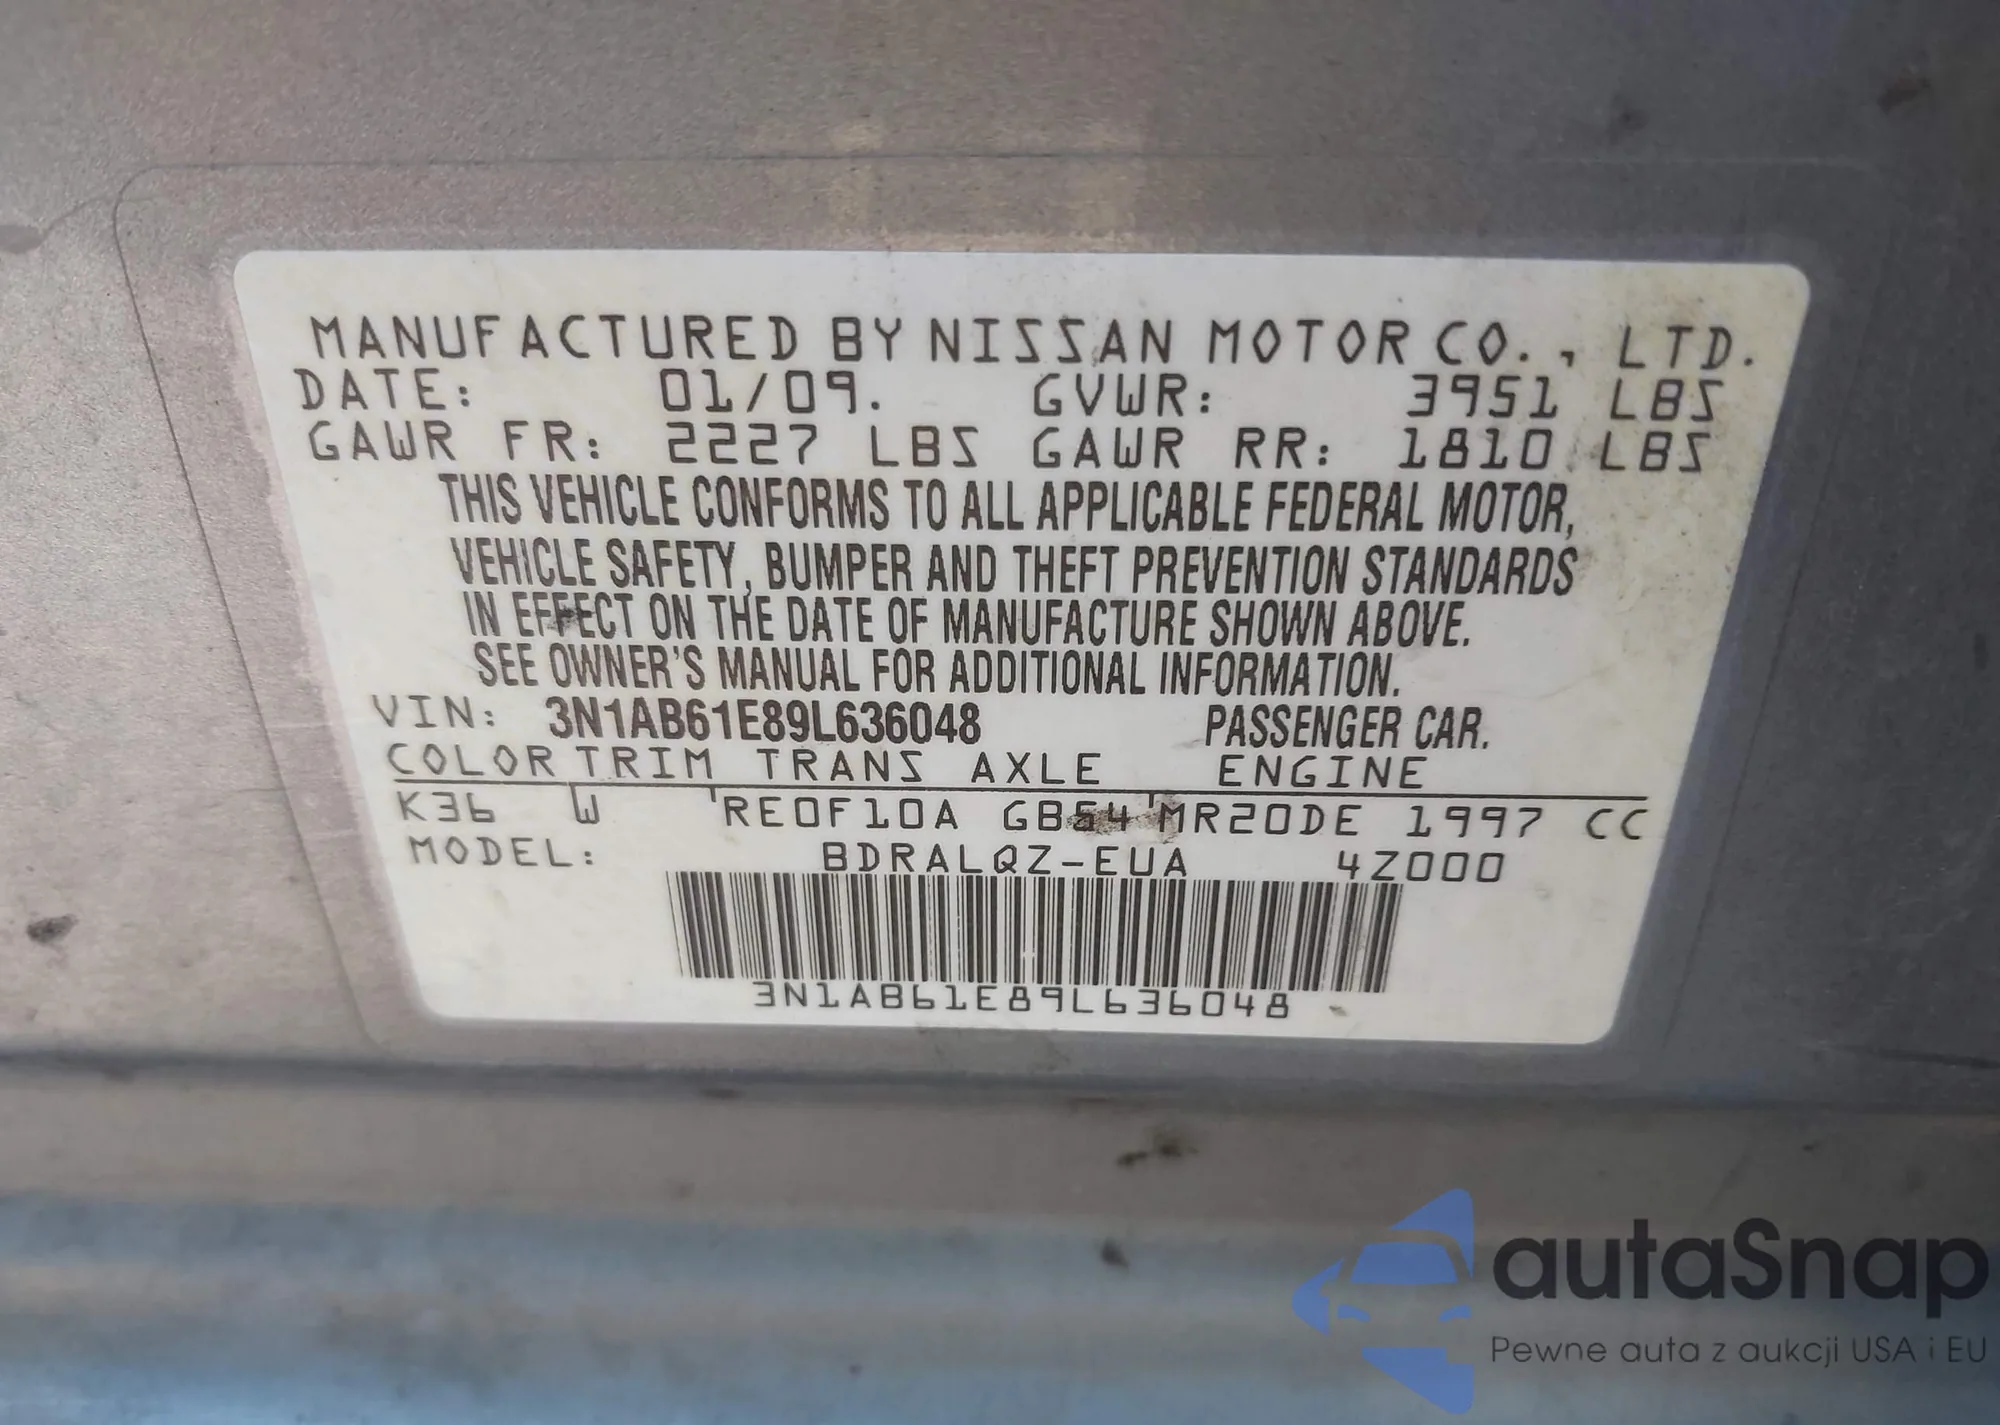 MANUFACTURED BY NISSAN MOTOR CO., LTD.
DATE: 01/09. GVWR: 3951 LBS
GAWR FR: 2227 LBS GAWR RR: 1810 LBS
THIS VEHICLE CONFORMS TO ALL APPLICABLE FEDERAL MOTOR,
VEHICLE SAFETY, BUMPER AND THEFT PREVENTION STANDARDS
IN EFFECT ON THE DATE OF MANUFACTURE SHOWN ABOVE.
SEE OWNER'S MANUAL FOR ADDITIONAL INFORMATION.
VIN: 3N1AB61E89L636048 PASSENGER CAR.
COLOR TRIM TRANS AXLE ENGINE
K36 W RE0F10A GB54 MR20DE 1997 CC
MODEL: BDRALQZ-EUA 4Z000
3N1AB61E89L636048
autaSnap
Pewne auta z aukcji USA i EU